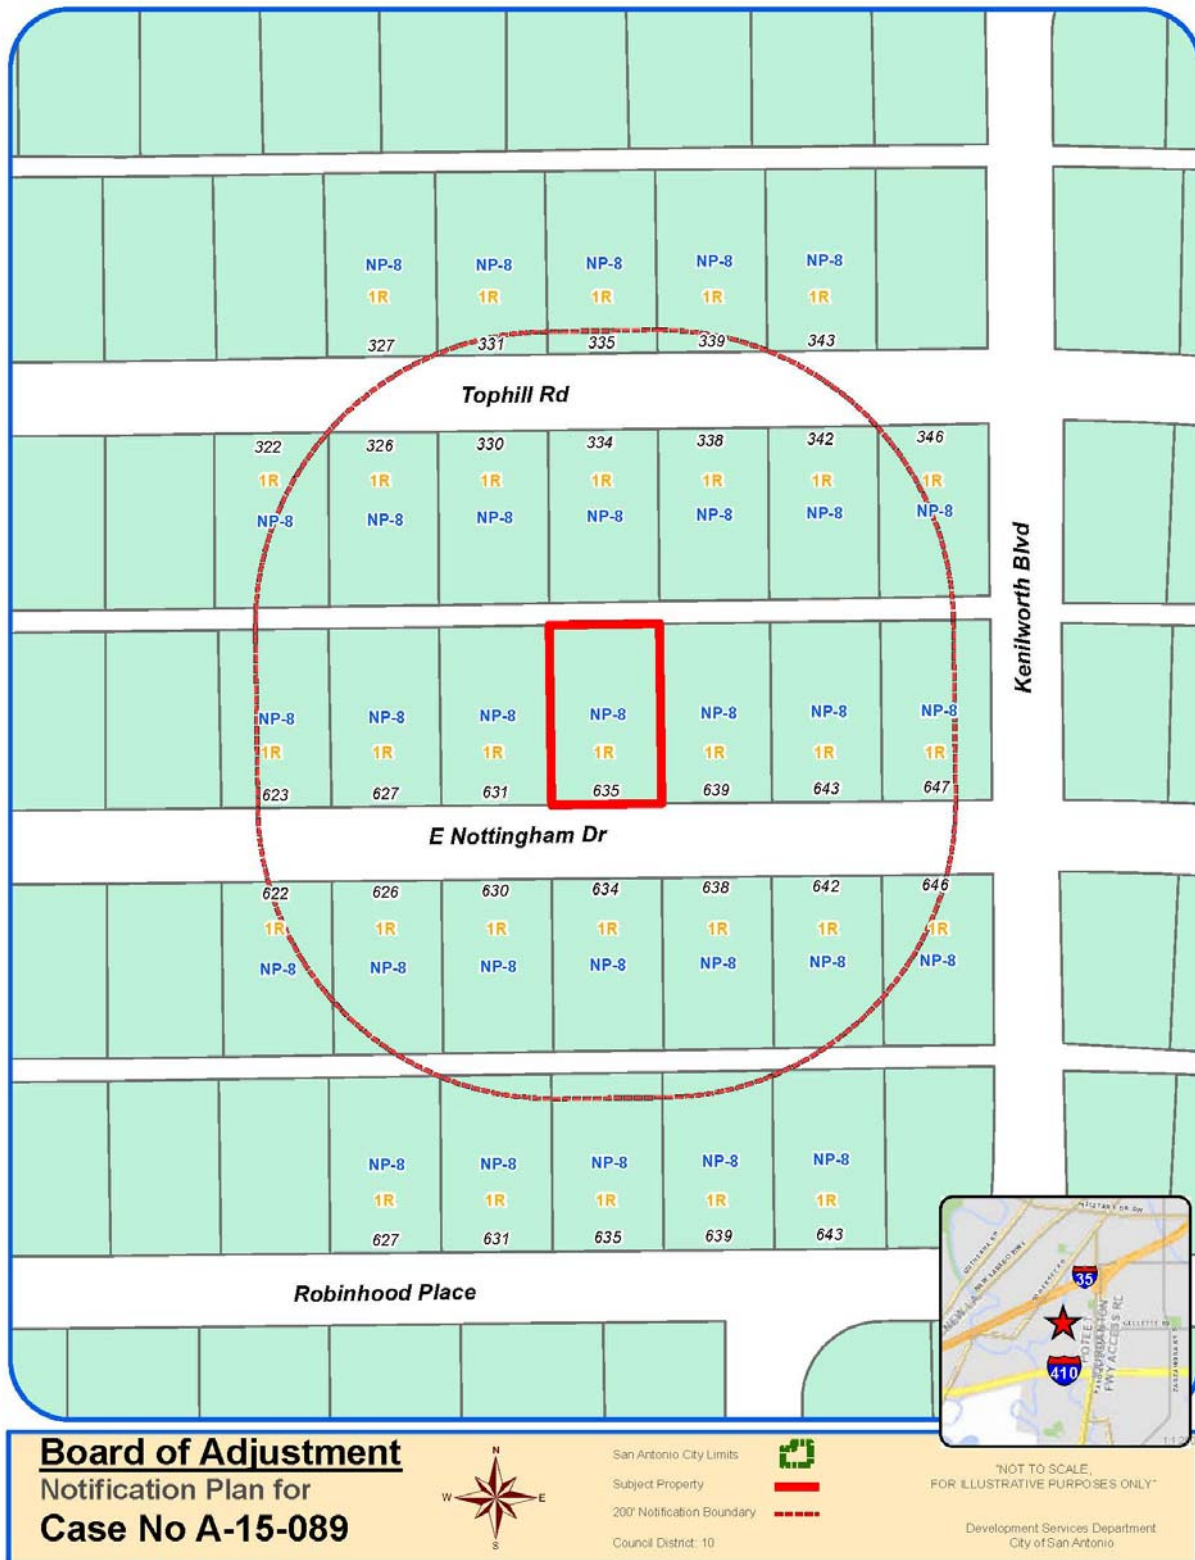 NP-8 NP-8 NP-8 NP-8 NP-8
1R 1R 1R 1R 1R
327 331 335 339 343
Tophill Rd
322 326 330 334 338 342 346
1R 1R 1R 1R 1R 1R 1R
NP-8 NP-8 NP-8 NP-8 NP-8 NP-8 NP-8
Kenilworth Blvd
NP-8 NP-8 NP-8 NP-8 NP-8 NP-8 NP-8
1R 1R 1R 1R 1R 1R 1R
623 627 631 635 639 643 647
E Nottingham Dr
622 626 630 634 638 642 646
1R 1R 1R 1R 1R 1R 1R
NP-8 NP-8 NP-8 NP-8 NP-8 NP-8 NP-8
NP-8 NP-8 NP-8 NP-8 NP-8
1R 1R 1R 1R 1R
627 631 635 639 643
Robinhood Place
35
410
FWY ACCESS RD
Board of Adjustment
Notification Plan for
Case No A-15-089
N
W E
S
San Antonio City Limits
Subject Property
200' Notification Boundary
Council District: 10
"NOT TO SCALE,
FOR ILLUSTRATIVE PURPOSES ONLY"
Development Services Department
City of San Antonio